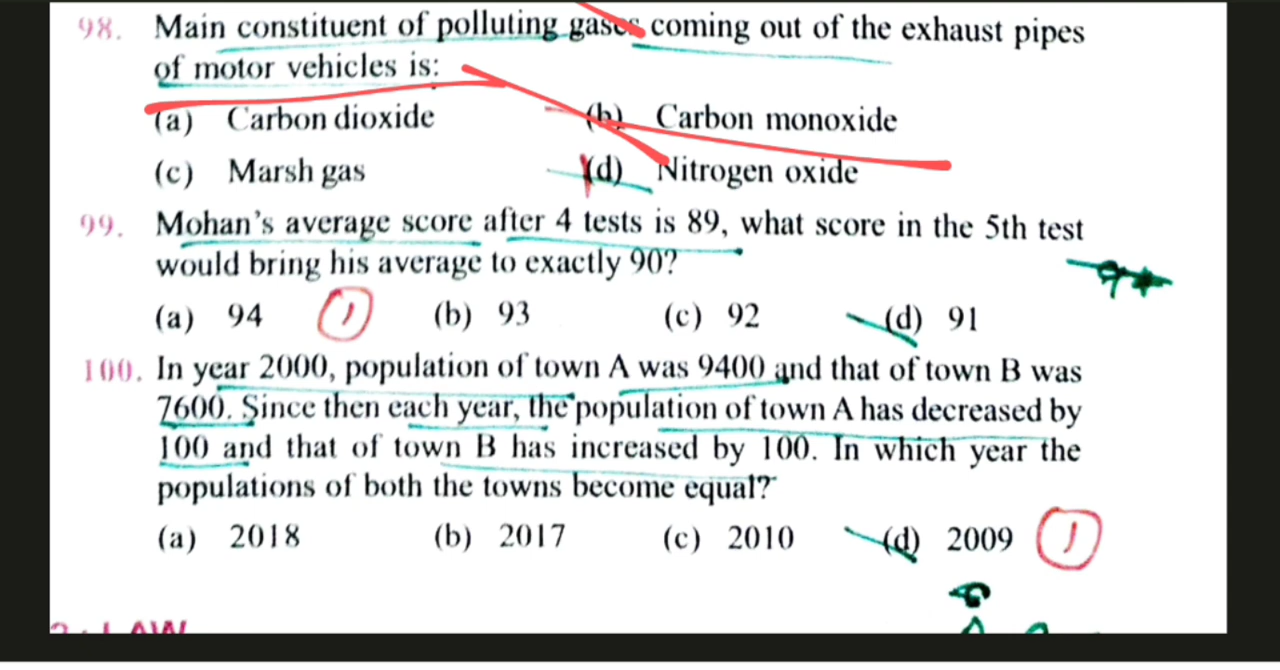 98. Main constituent of polluting gases coming out of the exhaust pipes
of motor vehicles is:
(a) Carbon dioxide (b) Carbon monoxide
(c) Marsh gas (d) Nitrogen oxide
99. Mohan's average score after 4 tests is 89, what score in the 5th test
would bring his average to exactly 90?
(a) 94 (b) 93 (c) 92 (d) 91
100. In year 2000, population of town A was 9400 and that of town B was
7600. Since then each year, the population of town A has decreased by
100 and that of town B has increased by 100. In which year the
populations of both the towns become equal?
(a) 2018 (b) 2017 (c) 2010 (d) 2009